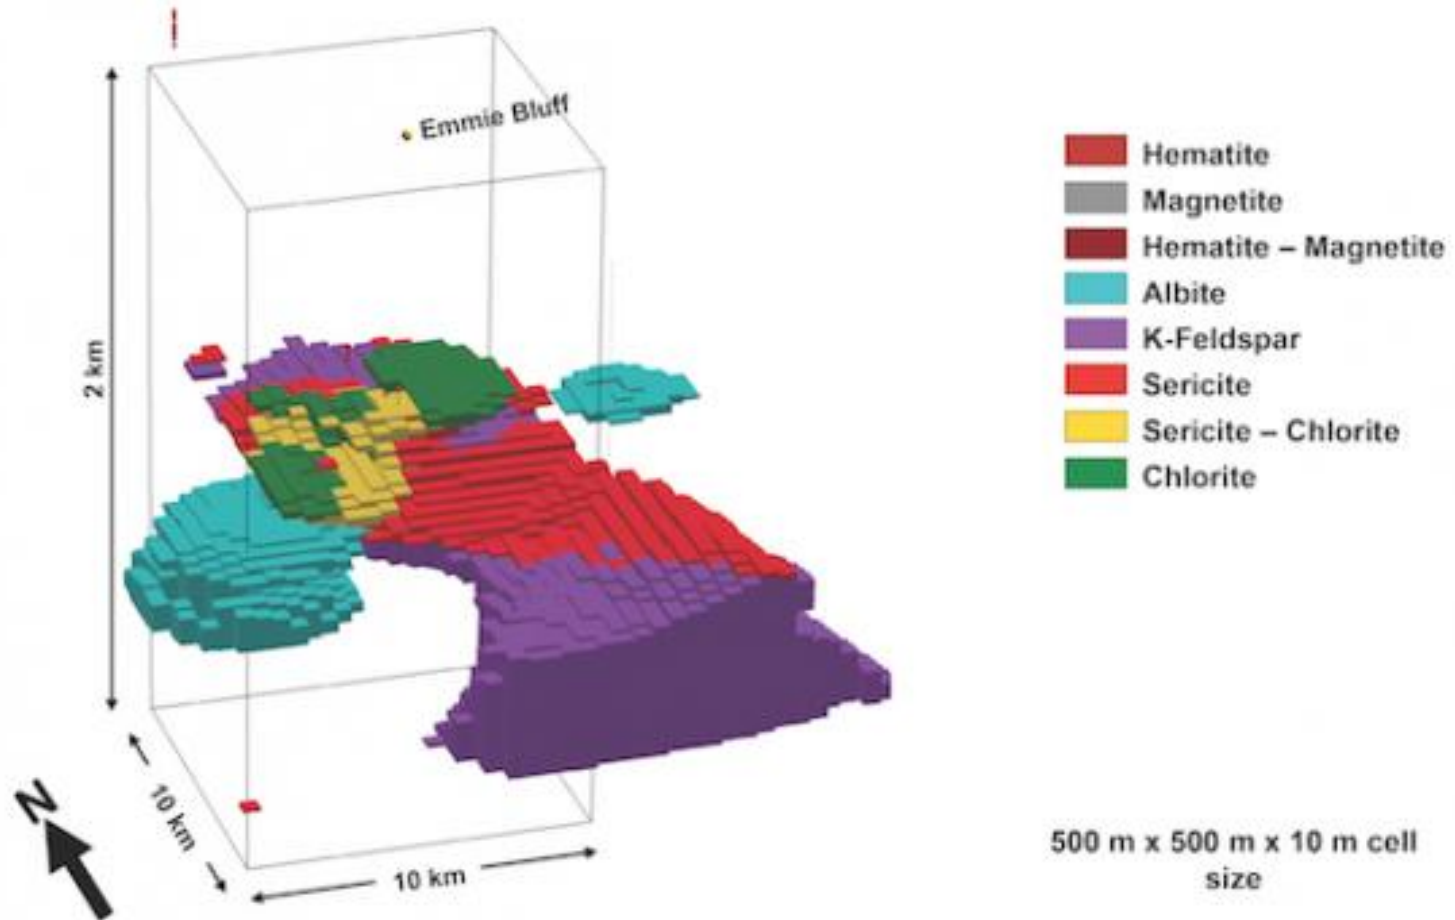 Emmie Bluff
2 km
10 km
10 km
N
Hematite
Magnetite
Hematite – Magnetite
Albite
K-Feldspar
Sericite
Sericite – Chlorite
Chlorite
500 m x 500 m x 10 m cell
size